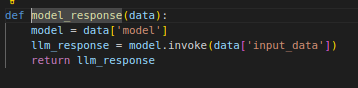 def model_response(data):
    model = data['model']
    llm_response = model.invoke(data['input_data'])
    return llm_response